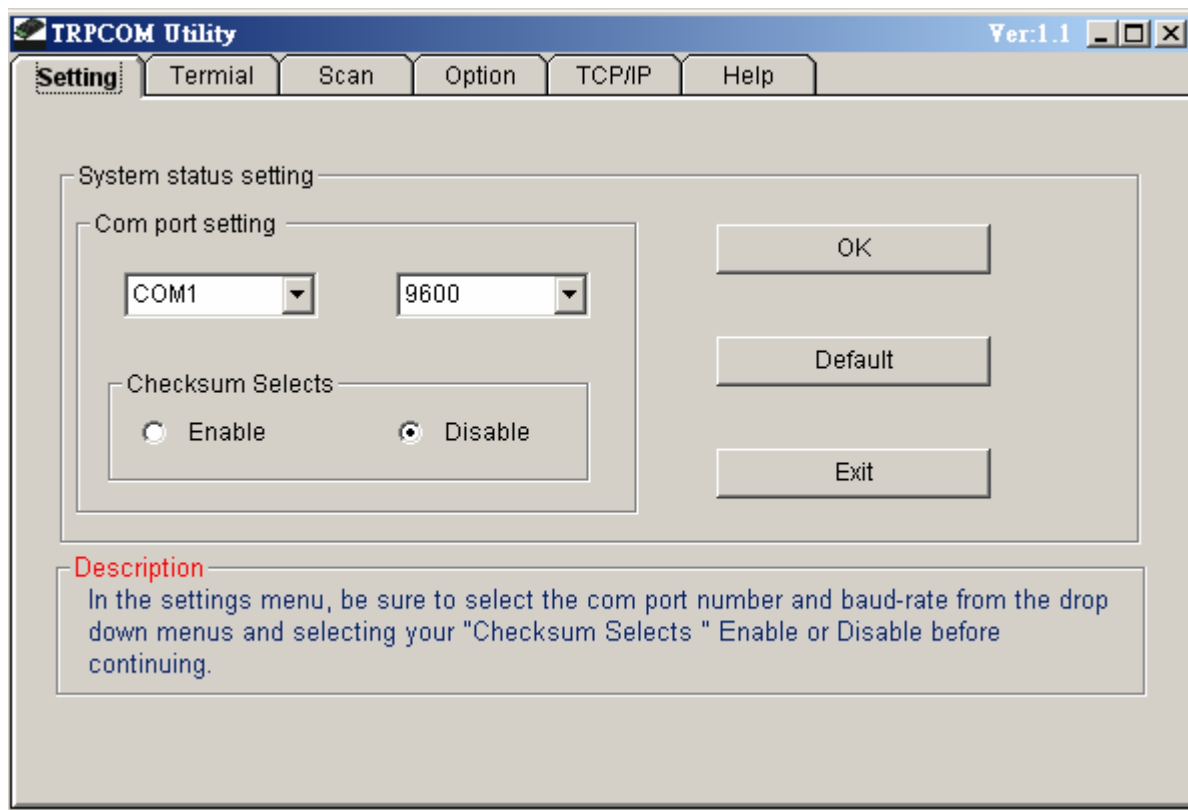 TRPCOM Utility Ver:1.1
Setting Termial Scan Option TCP/IP Help
System status setting
Com port setting
OK
COM1 9600
Default
Checksum Selects
Enable Disable
Exit
Description
In the settings menu, be sure to select the com port number and baud-rate from the drop
down menus and selecting your "Checksum Selects " Enable or Disable before
continuing.